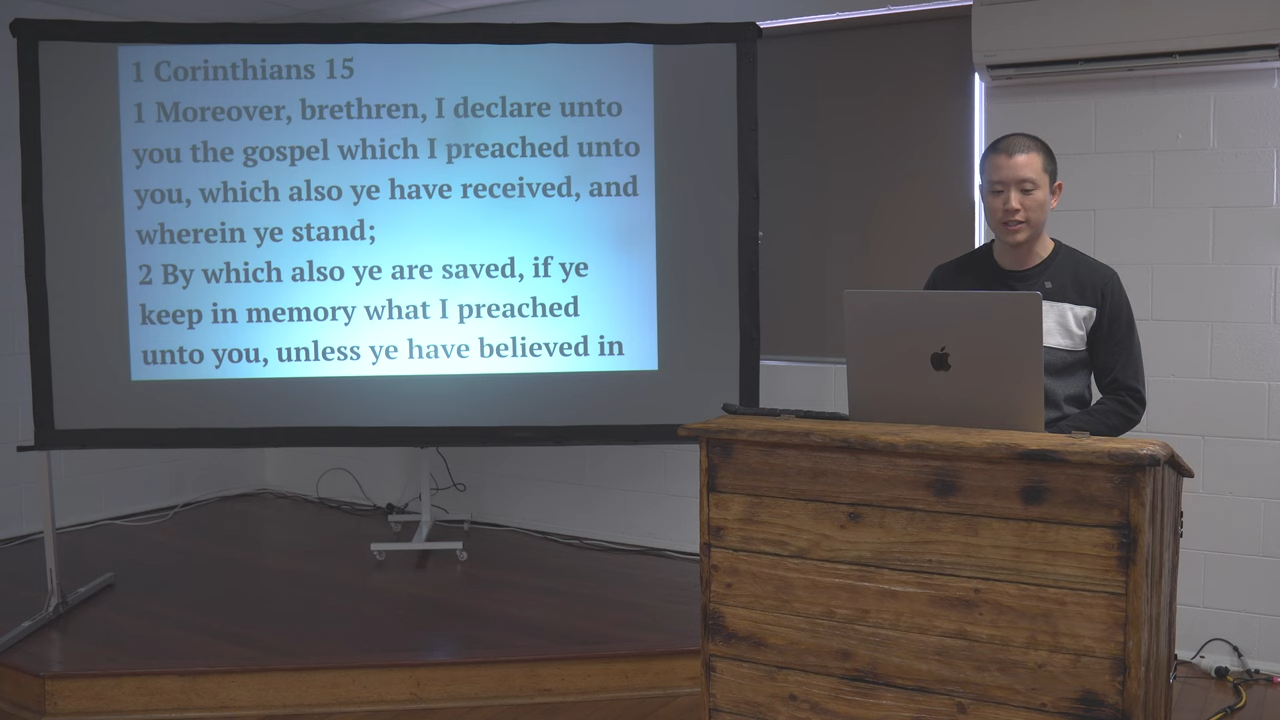 1 Corinthians 15
1 Moreover, brethren, I declare unto
you the gospel which I preached unto
you, which also ye have received, and
wherein ye stand;
2 By which also ye are saved, if ye
keep in memory what I preached
unto you, unless ye have believed in